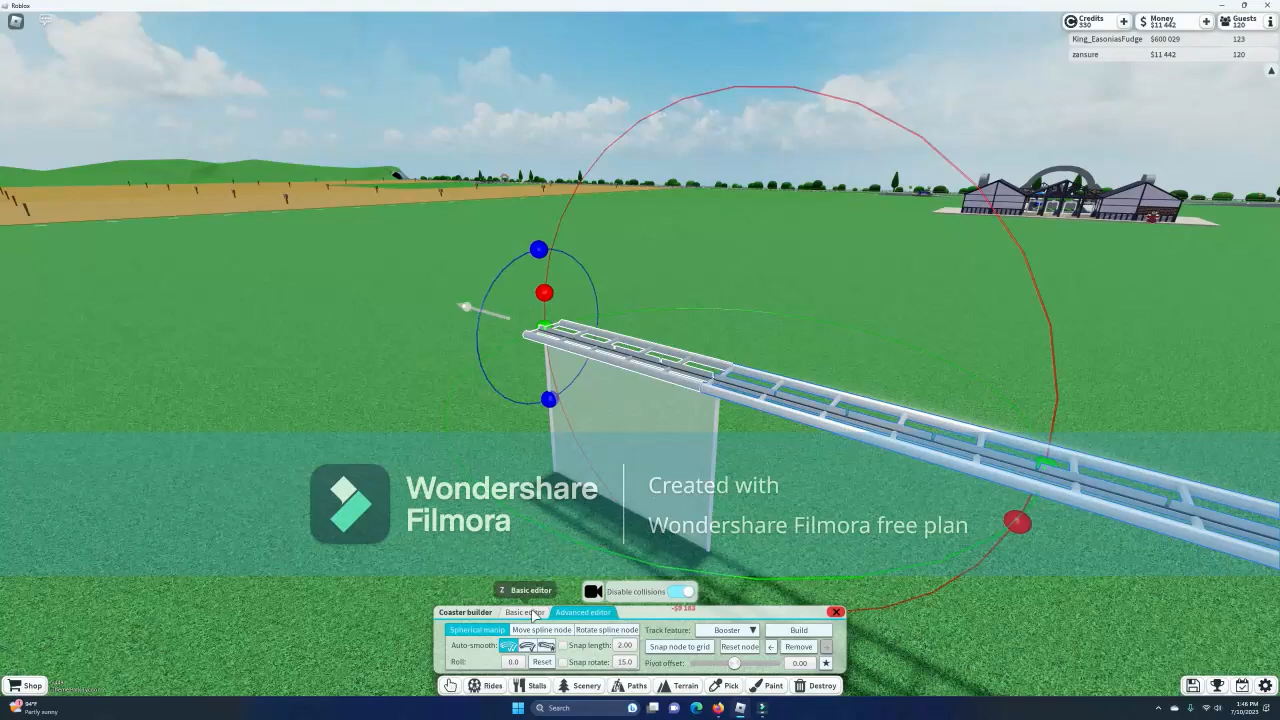 Roblox
Credits
330
Money
$11 442
Guests
120
King_EasoniasFudge $600 029 123
zansure $11 442 120
Wondershare
Filmora
Created with
Wondershare Filmora free plan
Z Basic editor
Disable collisions
-$9 183
Coaster builder Basic editor Advanced editor
Spherical manip Move spline node Rotate spline node Track feature: Booster Build
Auto-smooth: Snap length: 2.00 Snap node to grid Reset node Remove
Roll: 0.0 Reset Snap rotate: 15.0 Pivot offset: 0.00
Shop
Rides Stalls Scenery Paths Terrain Pick Paint Destroy
94°F
Partly sunny
Search
1:46 PM
7/10/2023